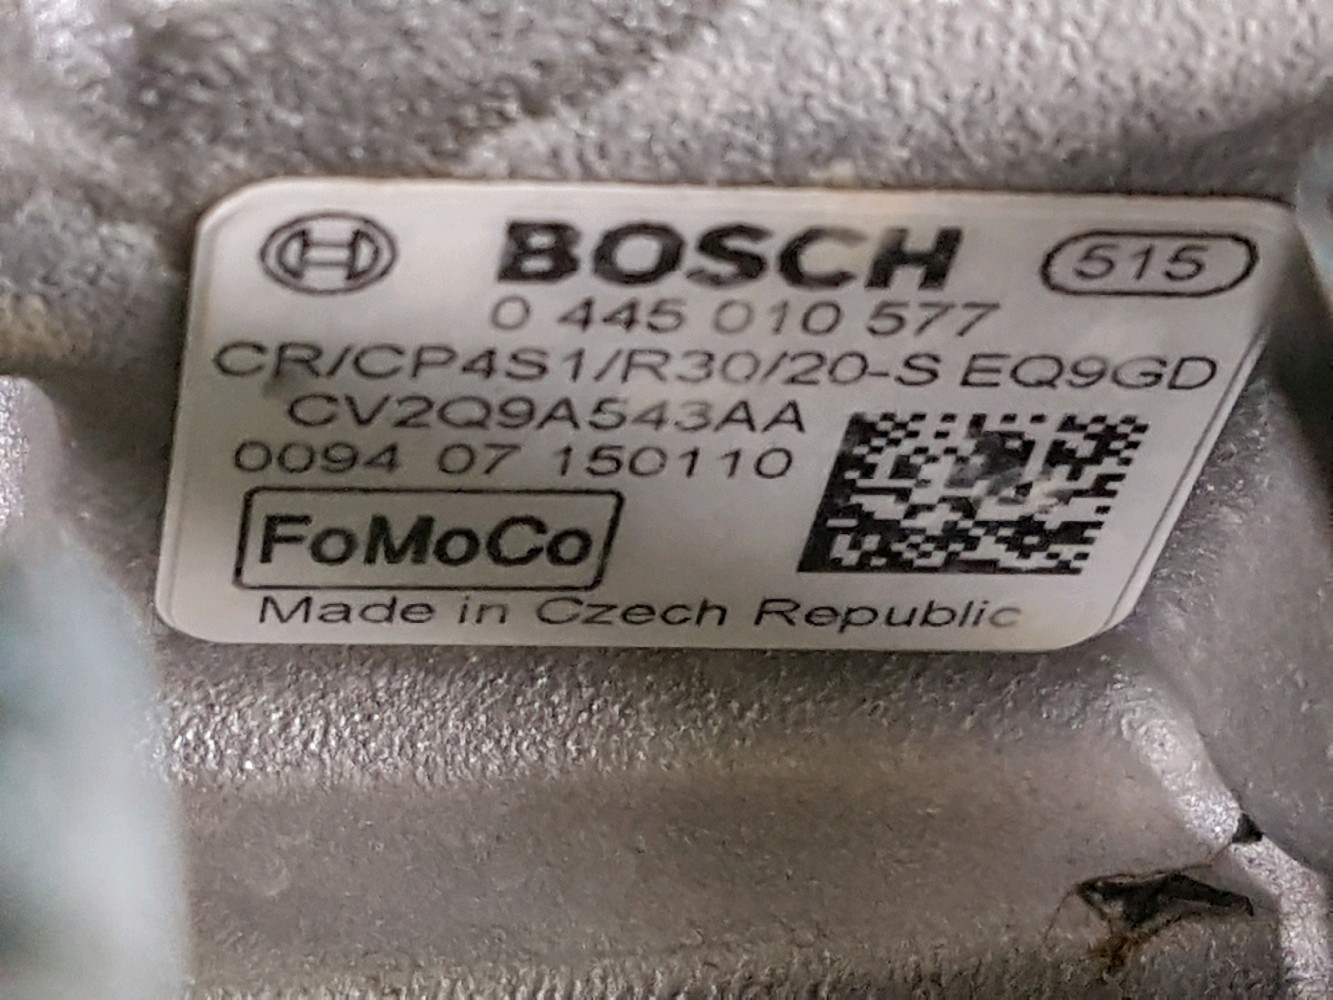 BOSCH 515
0 445 010 577
CR/CP4S1/R30/20-S EQ9GD
CV2Q9A543AA
0094 07 150110
FoMoCo
Made in Czech Republic